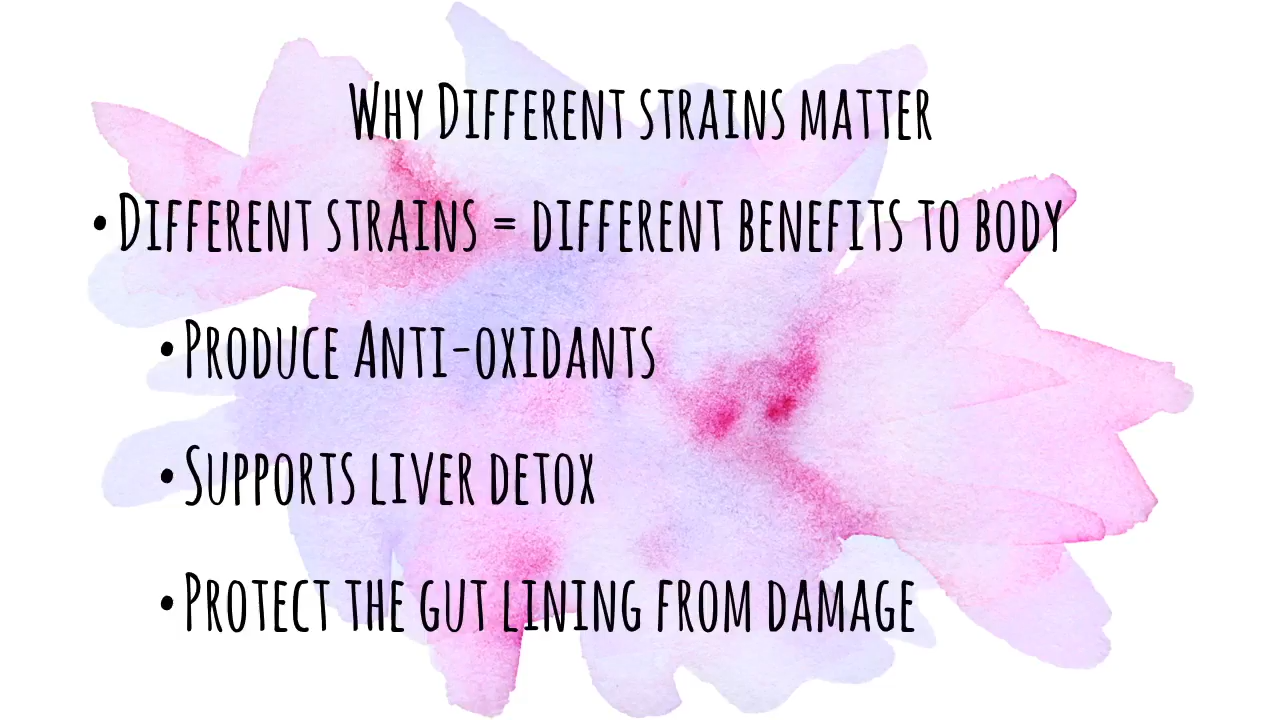 Why Different strains matter
• Different strains = different benefits to body
• Produce Anti-oxidants
• Supports liver detox
• Protect the gut lining from damage